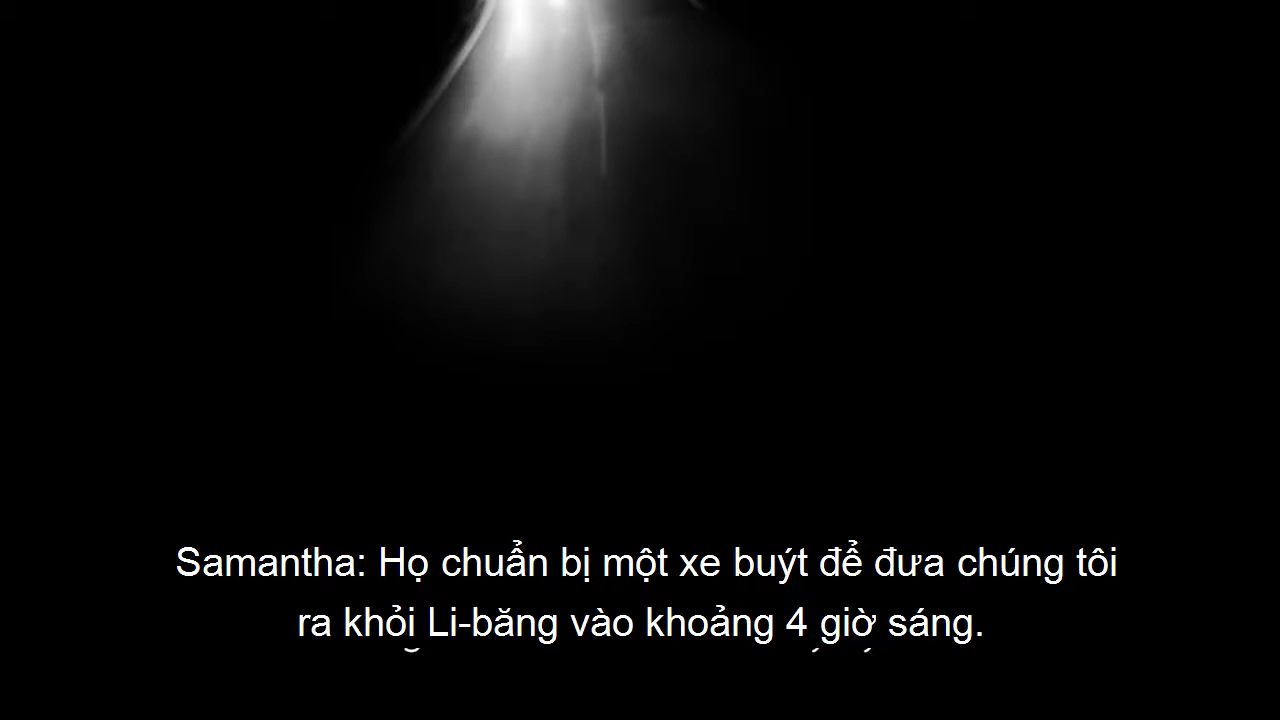 Samantha: Họ chuẩn bị một xe buýt để đưa chúng tôi
ra khỏi Li-băng vào khoảng 4 giờ sáng.